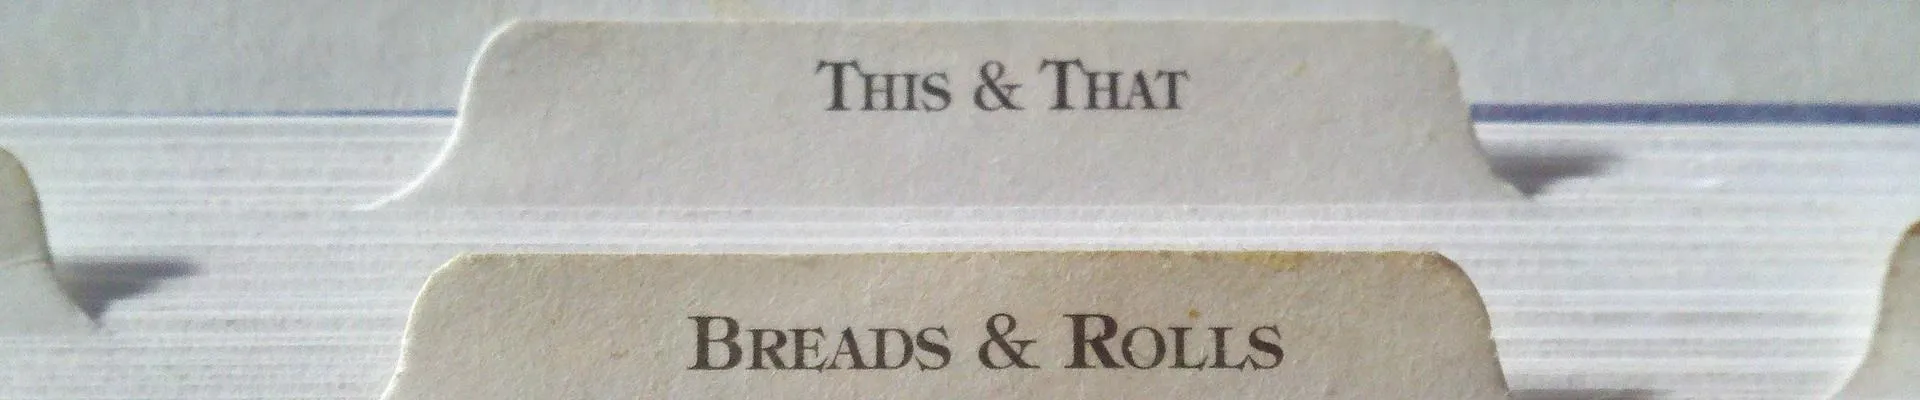 THIS & THAT
BREADS & ROLLS